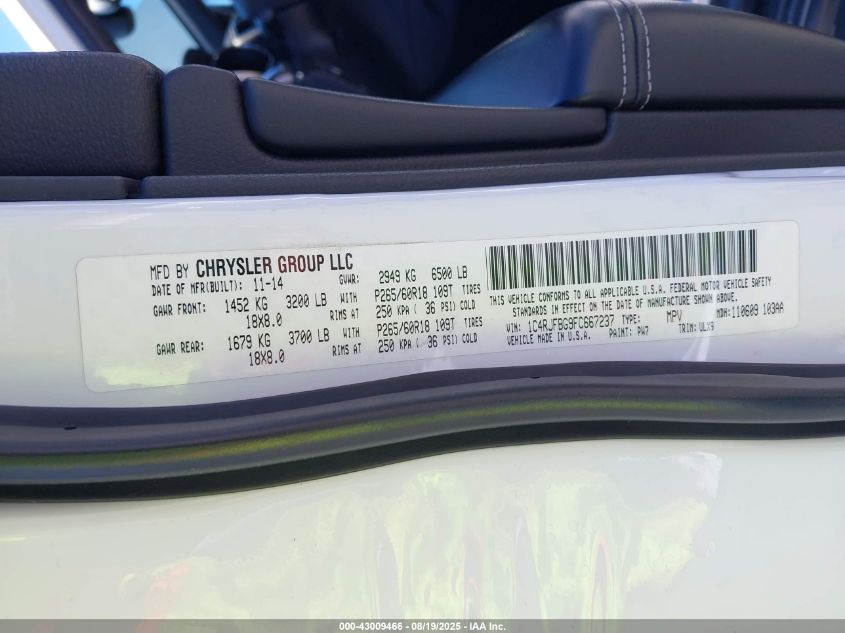 MFD BY CHRYSLER GROUP LLC
DATE OF MFR(BUILT): 11-14 GVWR: 2949 KG 6500 LB
GAWR FRONT: 1452 KG 3200 LB WITH P265/60R18 109T TIRES
18X8.0 RIMS AT 250 KPA ( 36 PSI) COLD
GAWR REAR: 1679 KG 3700 LB WITH P265/60R18 109T TIRES
18X8.0 RIMS AT 250 KPA ( 36 PSI) COLD
THIS VEHICLE CONFORMS TO ALL APPLICABLE U.S.A. FEDERAL MOTOR VEHICLE SAFETY
STANDARDS IN EFFECT ON THE DATE OF MANUFACTURE SHOWN ABOVE.
VIN: 1C4RJFBG9FC667237 TYPE: MPV MDH: 110609 103AA
VEHICLE MADE IN U.S.A. PAINT: PW7 TRIM:
000-43009466 - 08/19/2025 - IAA Inc.